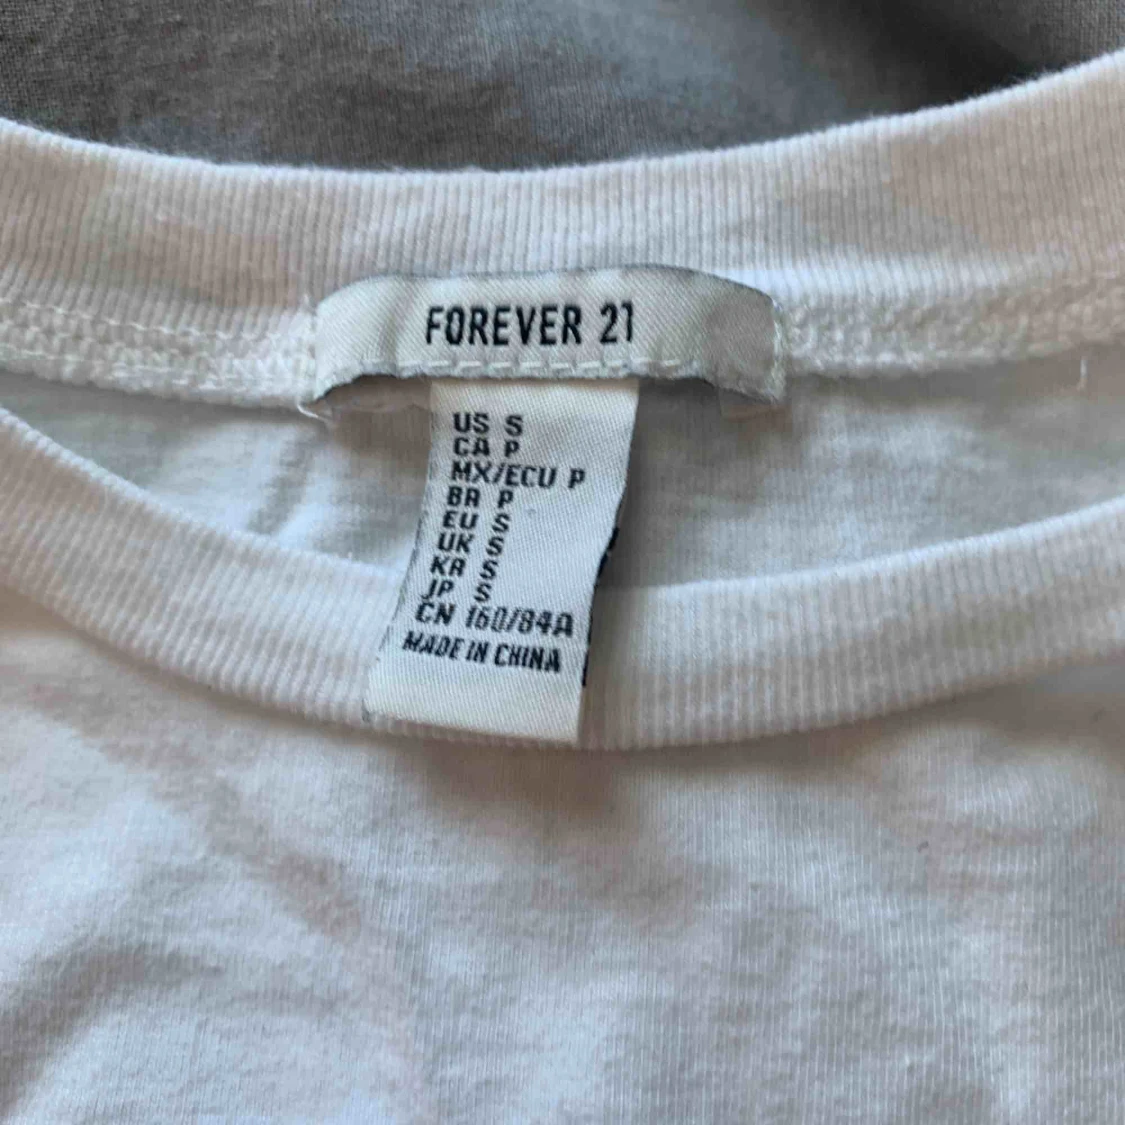 FOREVER 21
US S
CA P
MX/ECU P
BR P
EU S
UK S
KR S
JP S
CN 160/84A
MADE IN CHINA